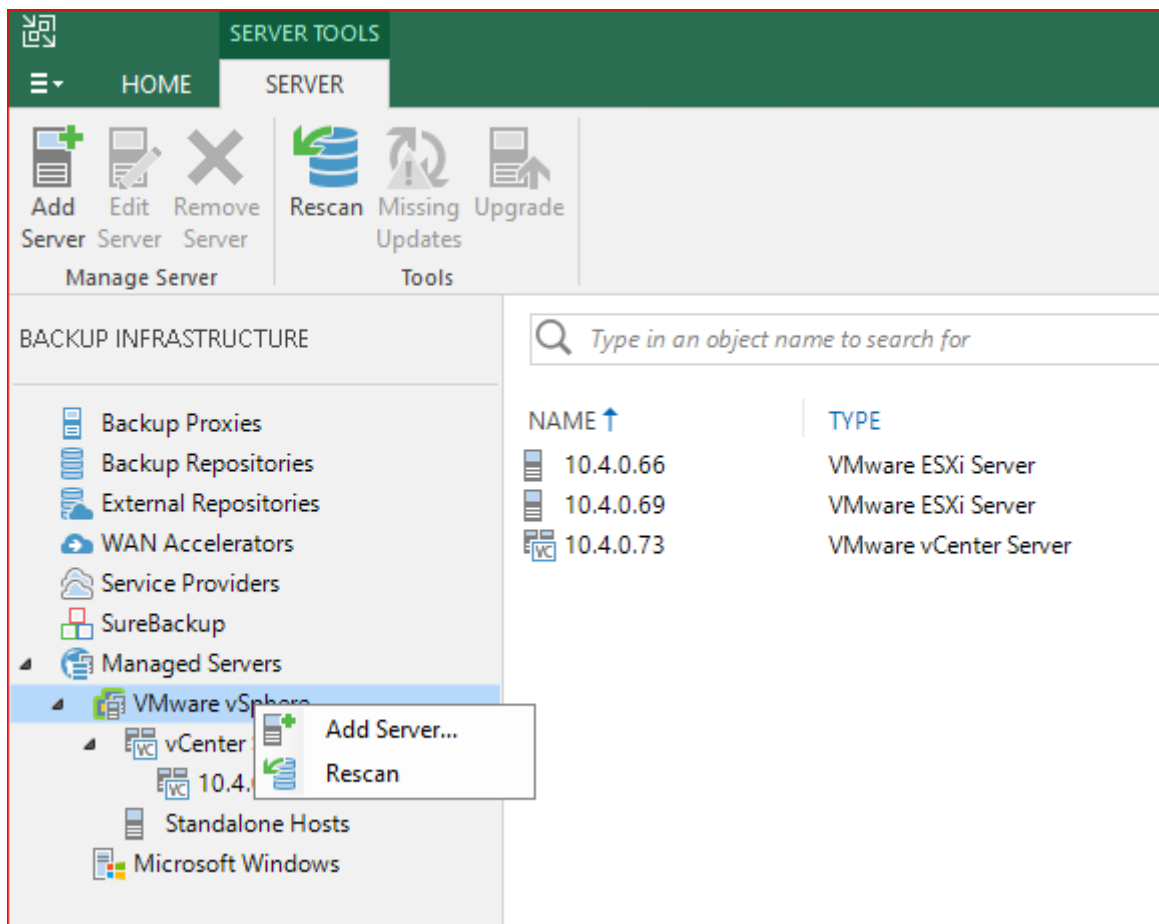 SERVER TOOLS
HOME SERVER
Add Server
Edit Server
Remove Server
Rescan
Missing Updates
Upgrade
Manage Server
Tools
BACKUP INFRASTRUCTURE
Type in an object name to search for
Backup Proxies
Backup Repositories
External Repositories
WAN Accelerators
Service Providers
SureBackup
Managed Servers
VMware vSphere
vCenter
10.4.
Standalone Hosts
Microsoft Windows
Add Server...
Rescan
NAME TYPE
10.4.0.66 VMware ESXi Server
10.4.0.69 VMware ESXi Server
VC 10.4.0.73 VMware vCenter Server